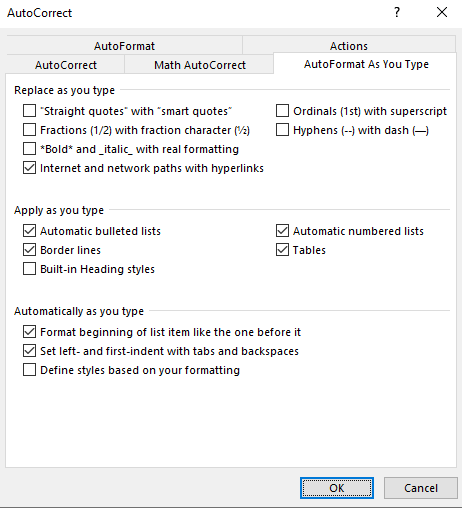 AutoCorrect ? ×
AutoFormat Actions
AutoCorrect Math AutoCorrect AutoFormat As You Type
Replace as you type
"Straight quotes" with “smart quotes” Ordinals (1st) with superscript
Fractions (1/2) with fraction character (½) Hyphens (--) with dash (—)
*Bold* and _italic_ with real formatting
Internet and network paths with hyperlinks
Apply as you type
Automatic bulleted lists Automatic numbered lists
Border lines Tables
Built-in Heading styles
Automatically as you type
Format beginning of list item like the one before it
Set left- and first-indent with tabs and backspaces
Define styles based on your formatting
OK Cancel